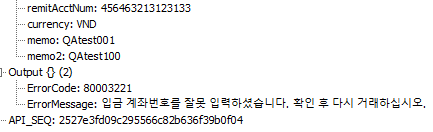 remitAcctNum: 456463213123133
currency: VND
memo: QAtest001
memo2: QAtest100
Output {} (2)
ErrorCode: 80003221
ErrorMessage: 입금 계좌번호를 잘못 입력하셨습니다. 확인 후 다시 거래하십시오.
API_SEQ: 2527e3fd09c295566c82b636f39b0f04